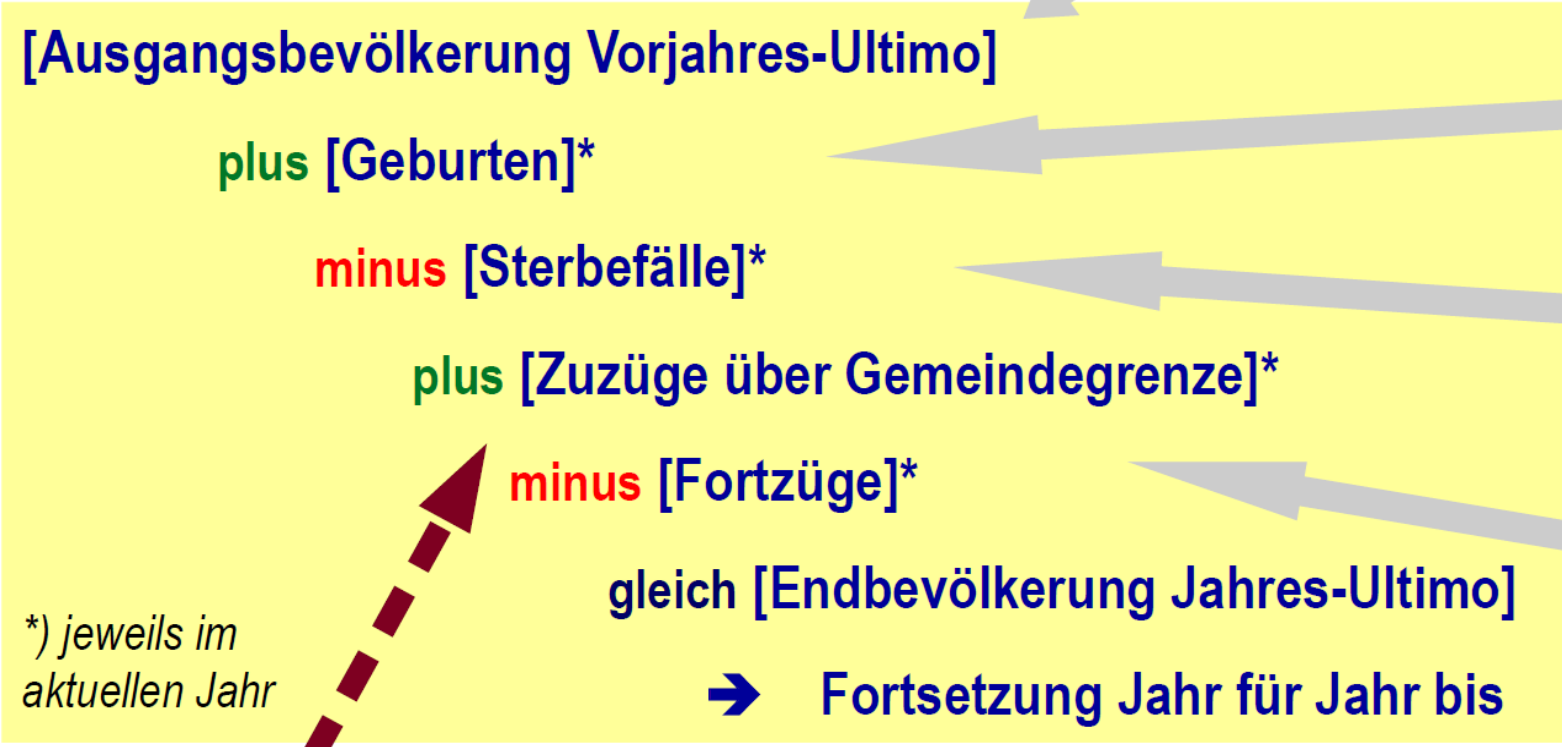 [Ausgangsbevölkerung Vorjahres-Ultimo]
plus [Geburten]*
minus [Sterbefälle]*
plus [Zuzüge über Gemeindegrenze]*
minus [Fortzüge]*
gleich [Endbevölkerung Jahres-Ultimo]
*) jeweils im
aktuellen Jahr
➔ Fortsetzung Jahr für Jahr bis